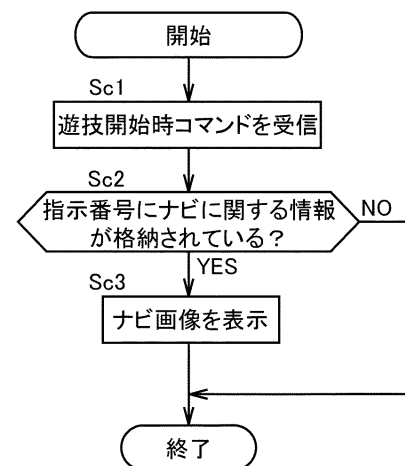 開始
Sc1
遊技開始時コマンドを受信
Sc2
指示番号にナビに関する情報
が格納されている？
NO
YES
Sc3
ナビ画像を表示
終了